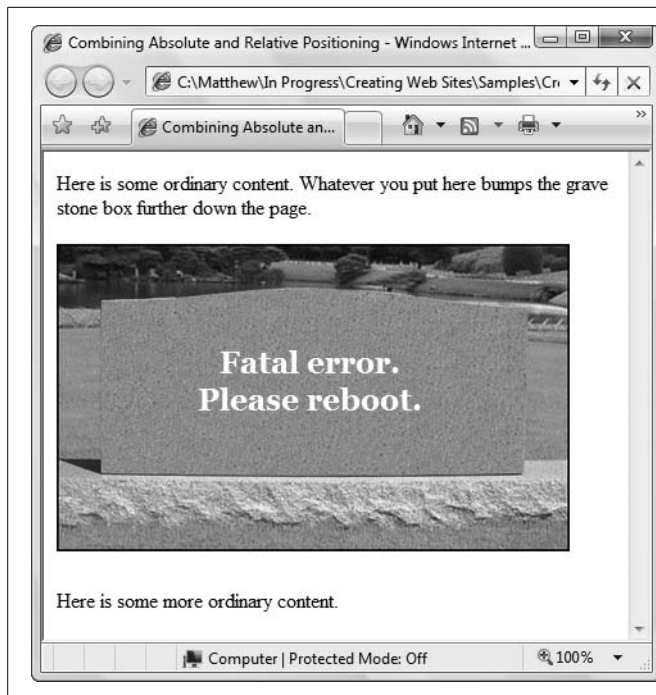 Combining Absolute and Relative Positioning - Windows Internet ...
C:\Matthew\In Progress\Creating Web Sites\Samples\Cr
Combining Absolute an...
Here is some ordinary content. Whatever you put here bumps the grave
stone box further down the page.
Fatal error.
Please reboot.
Here is some more ordinary content.
Computer | Protected Mode: Off
100%